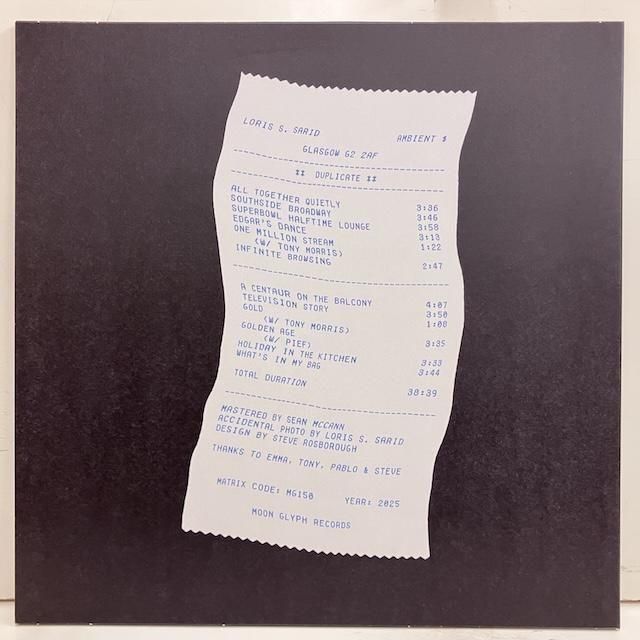 LORIS S. SARID AMBIENT $
GLASGOW G2 2AF
** DUPLICATE **
ALL TOGETHER QUIETLY 3:36
SOUTHSIDE BROADWAY 3:46
SUPERBOWL HALFTIME LOUNGE 3:58
EDGAR'S DANCE 3:13
ONE MILLION STREAM 1:22
(W/ TONY MORRIS)
INFINITE BROWSING 2:47
A CENTAUR ON THE BALCONY 4:07
TELEVISION STORY 3:50
GOLD 1:08
(W/ TONY MORRIS)
GOLDEN AGE 3:35
(W/ PIEF)
HOLIDAY IN THE KITCHEN 3:33
WHAT'S IN MY BAG 3:44
TOTAL DURATION 38:39
MASTERED BY SEAN MCCANN
ACCIDENTAL PHOTO BY LORIS S. SARID
DESIGN BY STEVE ROSBOROUGH
THANKS TO EMMA, TONY, PABLO & STEVE
MATRIX CODE: MG150 YEAR: 2025
MOON GLYPH RECORDS